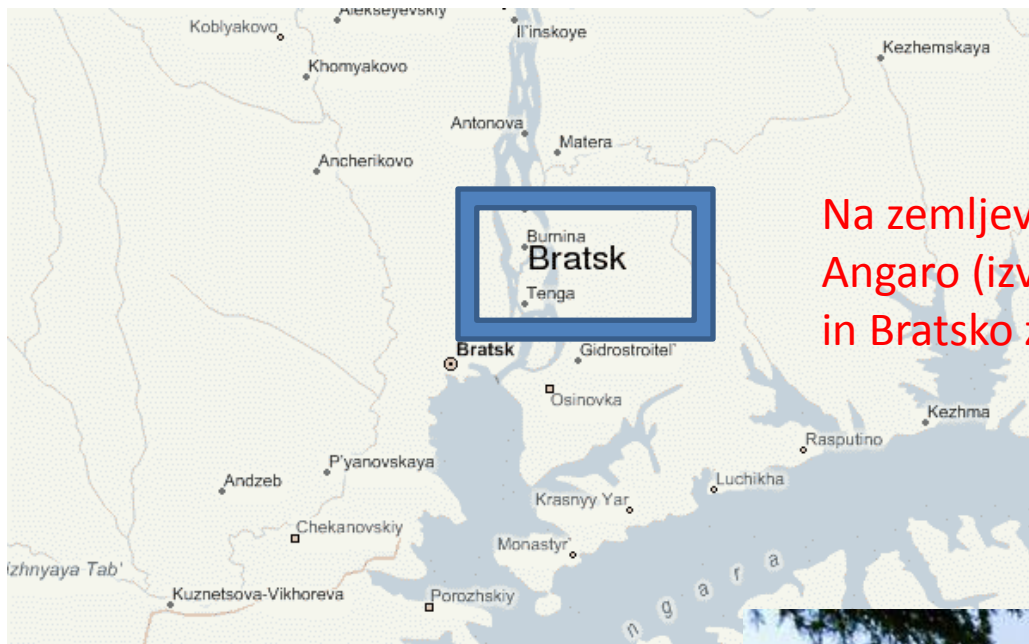 Alekseyevskiy
Il'inskoye
Koblyakovo
Kezhemskaya
Khomyakovo
Antonova
Matera
Ancherikovo
Na zemljev
Burnina
Angaro (izv
Bratsk
Tenga
in Bratsko
Bratsk
Gidrostroitel'
Osinovka
Kezhma
Rasputino
P'yanovskaya
Andzeb
Luchikha
Krasnyy Yar
Chekanovskiy
Monastyr'
izhnyaya Tab'
Kuznetsova-Vikhoreva
Porozhskiy
ngara